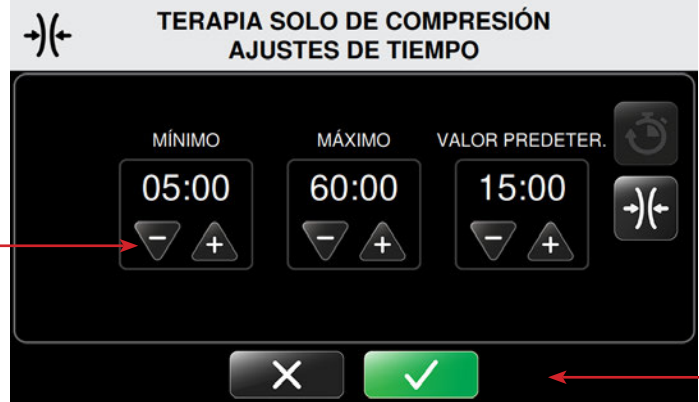 TERAPIA SOLO DE COMPRESIÓN
AJUSTES DE TIEMPO
MÍNIMO MÁXIMO VALOR PREDETER.
05:00 60:00 15:00
- + - + - +